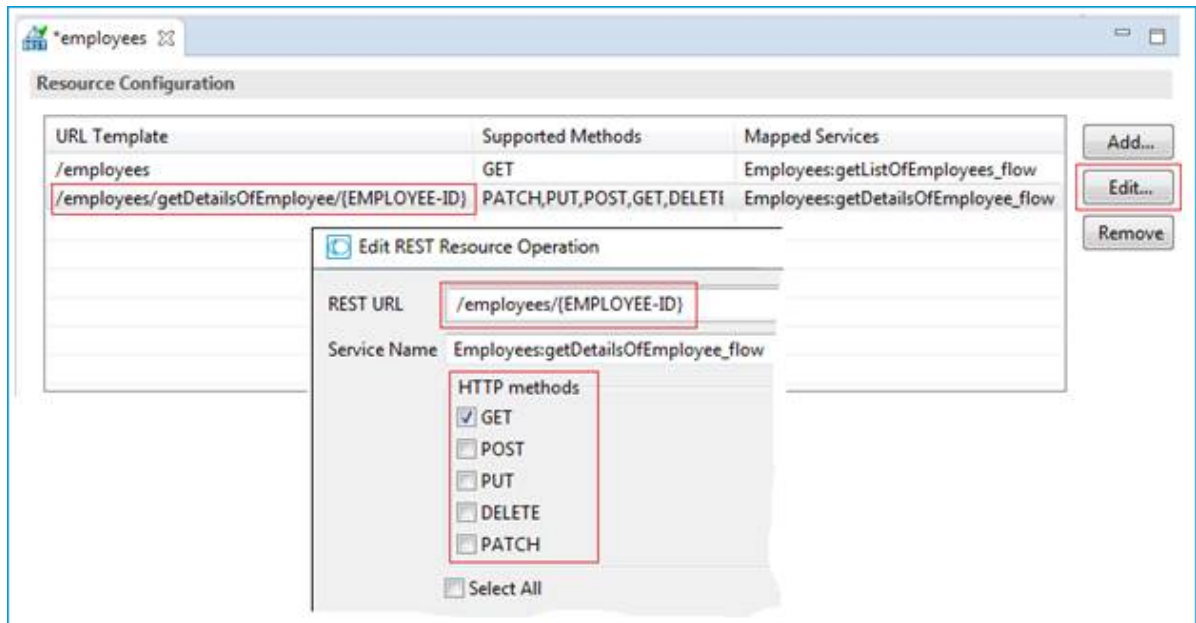 *employees
Resource Configuration
URL Template Supported Methods Mapped Services
/employees GET Employees:getListOfEmployees_flow
/employees/getDetailsOfEmployee/{EMPLOYEE-ID} PATCH,PUT,POST,GET,DELETE Employees:getDetailsOfEmployee_flow
Add...
Edit...
Remove
Edit REST Resource Operation
REST URL /employees/{EMPLOYEE-ID}
Service Name Employees:getDetailsOfEmployee_flow
HTTP methods
GET
POST
PUT
DELETE
PATCH
Select All